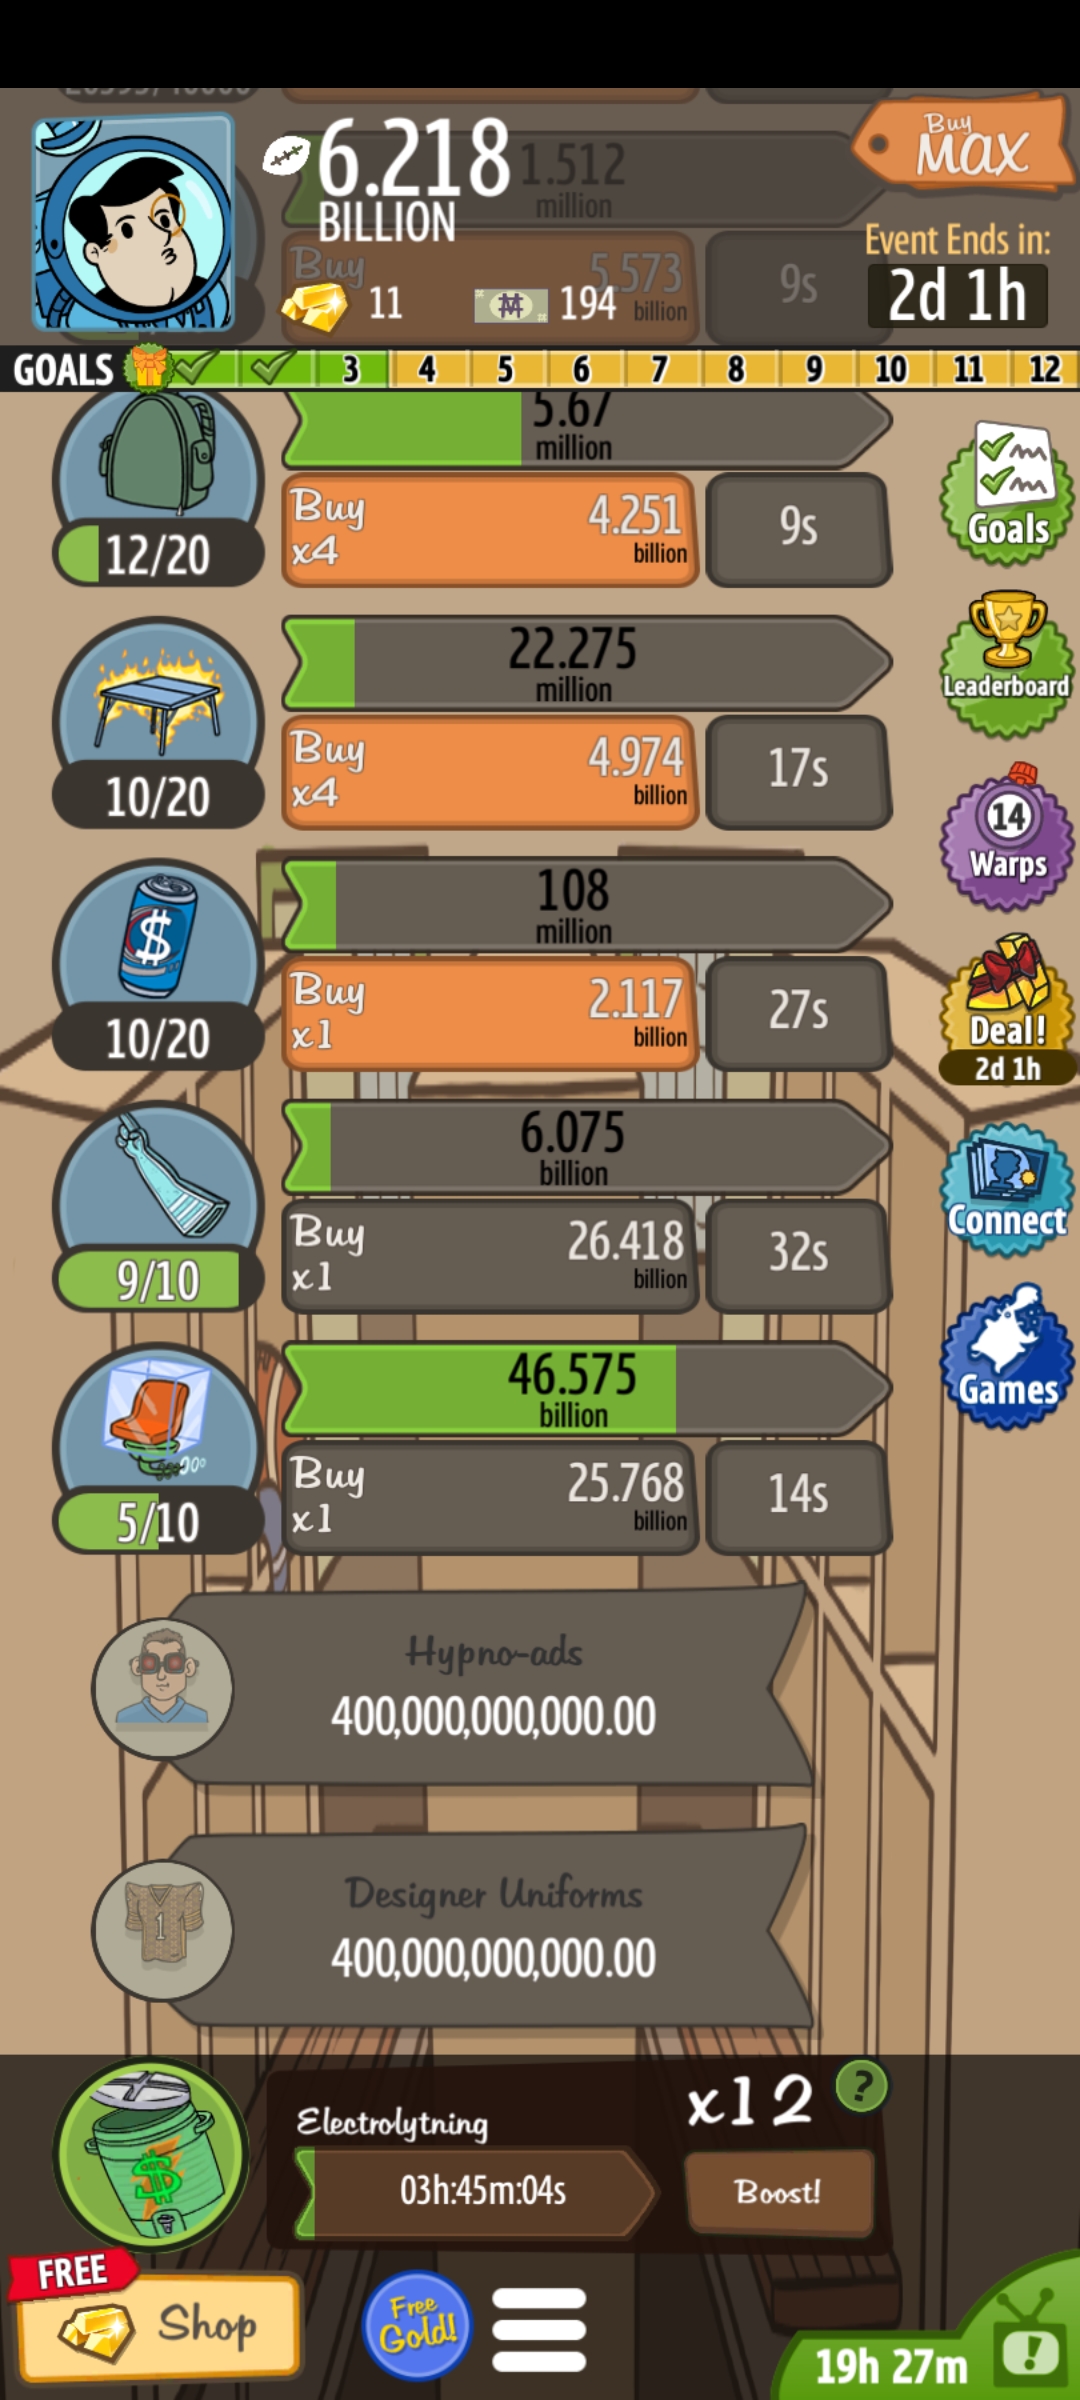 6.218
BILLION
11
194
Buy
MAX
Event Ends in:
2d 1h
1.512
million
Buy
5.573
billion
9s
GOALS
3 4 5 6 7 8 9 10 11 12
5.67
million
12/20
Buy
x4
4.251
billion
9s
Goals
22.275
million
10/20
Buy
x4
4.974
billion
17s
Leaderboard
14
Warps
108
million
10/20
Buy
x1
2.117
billion
27s
Deal!
2d 1h
6.075
billion
9/10
Buy
x1
26.418
billion
32s
Connect
46.575
billion
5/10
Buy
x1
25.768
billion
14s
Games
Hypno-ads
400,000,000,000.00
Designer Uniforms
400,000,000,000.00
1
Electrolytning
03h:45m:04s
x12
?
Boost!
FREE
Shop
Free
Gold!
19h 27m